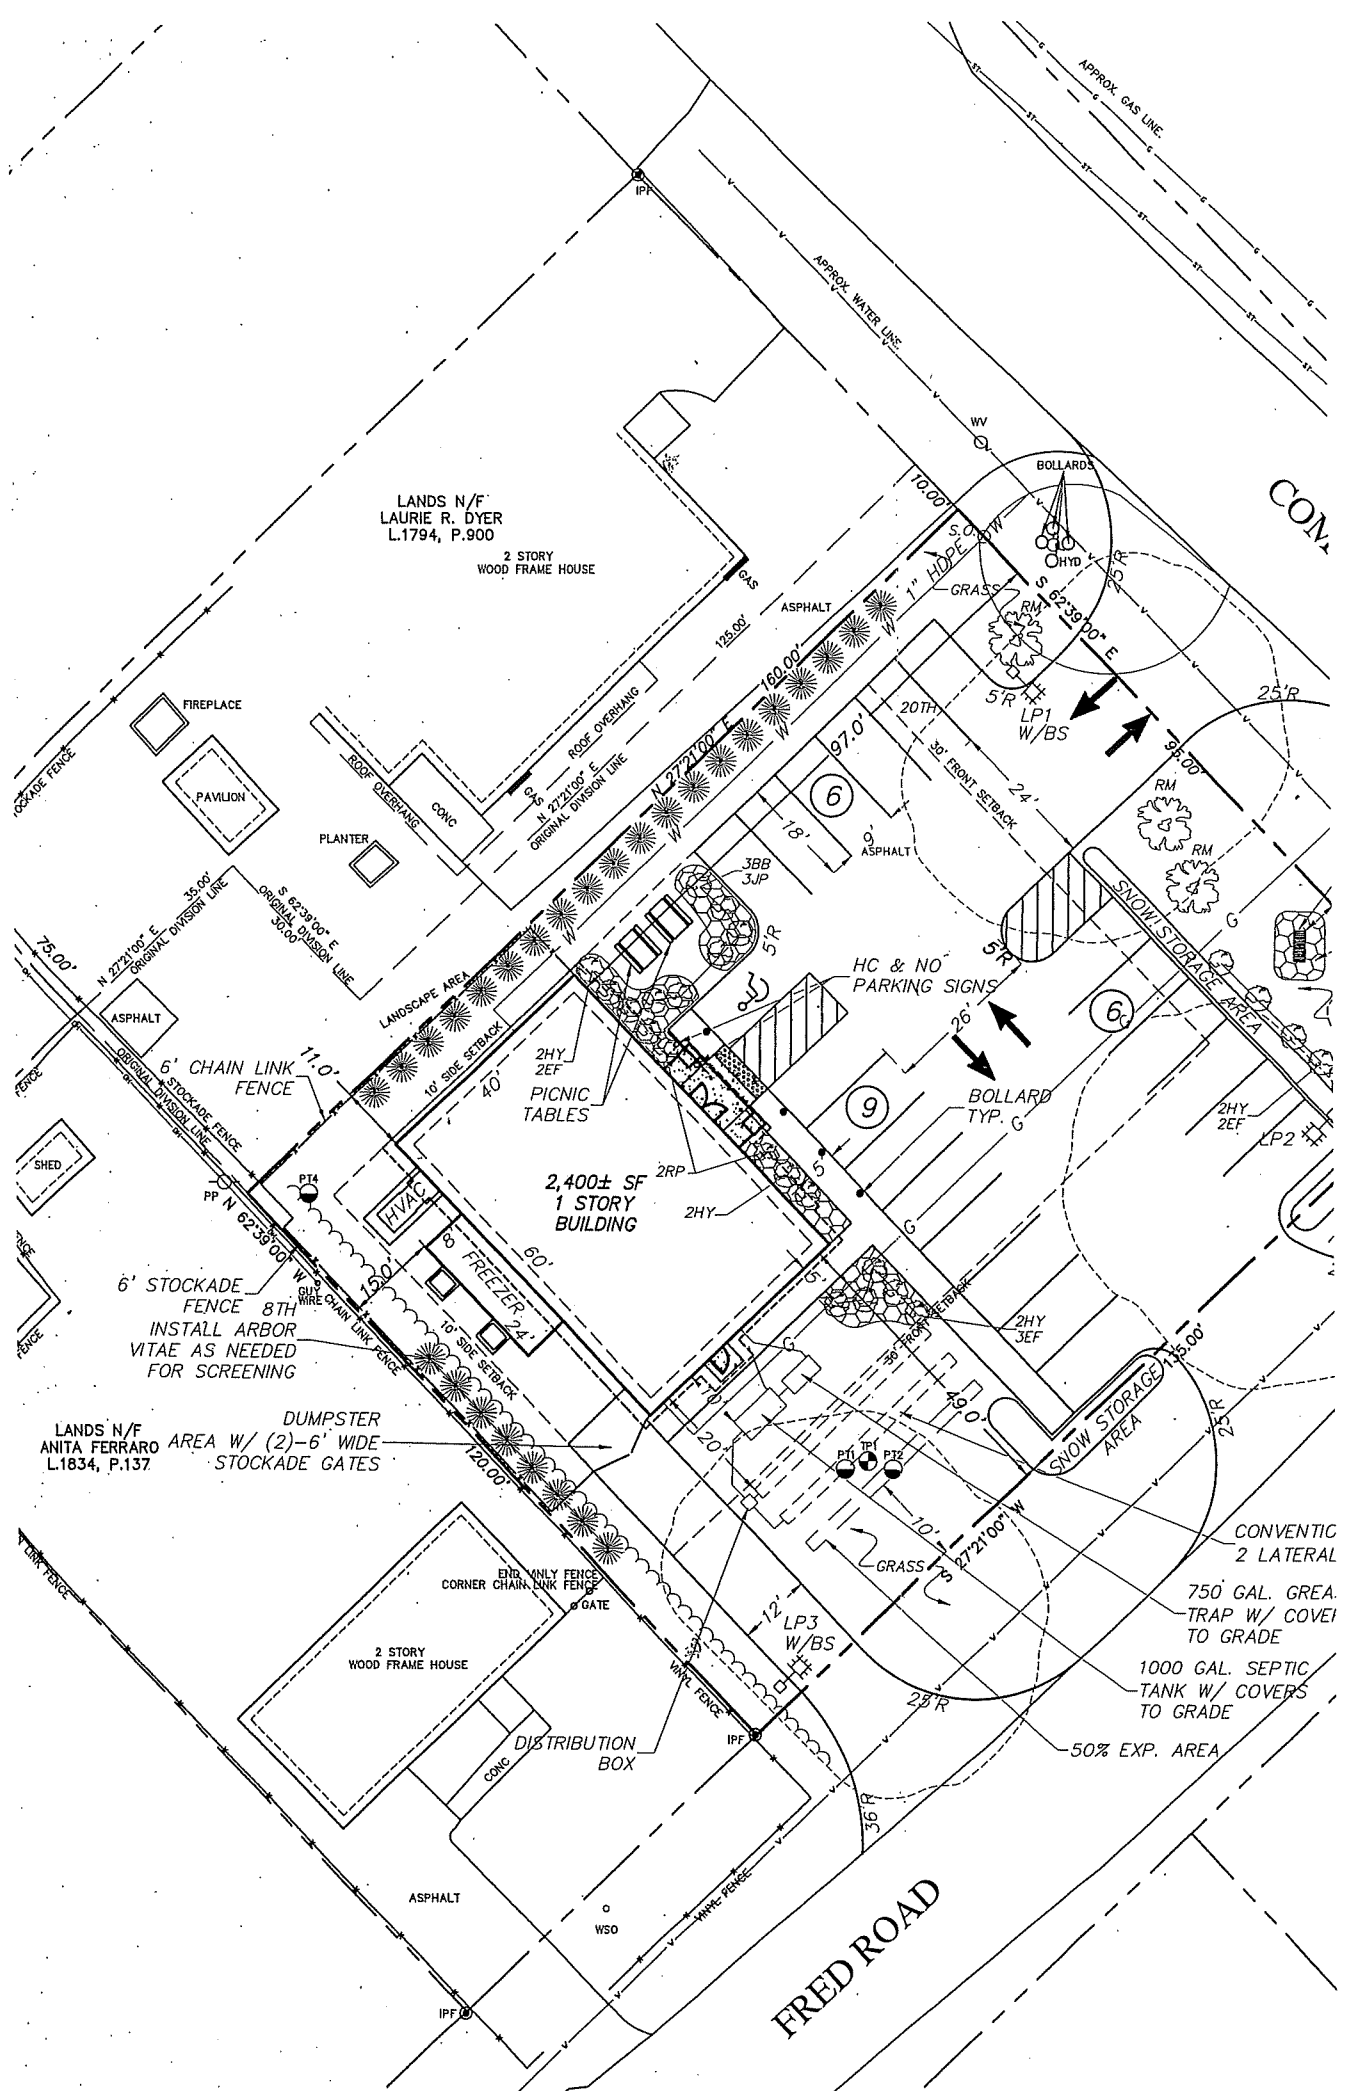 APPROX. GAS LINE.
IPF
APPROX. WATER LINE.
WV
BOLLARDS
HYD
10.00'
S.O.
1" HDPE
GRASS
25'R
RM
S 62°39'00" E
LANDS N/F
LAURIE R. DYER
L.1794, P.900
2 STORY
WOOD FRAME HOUSE
GAS
ASPHALT
125.00'
160.00'
N 27°21'00" E
5'R
LP1
W/BS
25'R
95.00'
20TH
30' FRONT SETBACK
24'
97.0'
6
18'
9'
ASPHALT
RM
RM
FIREPLACE
PAVILION
PLANTER
ROOF OVERHANG
CONC
GAS
ROOF OVERHANG
N 27°21'00" E
ORIGINAL DIVISION LINE
OCKADE FENCE
35.00'
N 27°21'00" E
ORIGINAL DIVISION LINE
S 62°39'00" E
ORIGINAL DIVISION LINE
30.00'
75.00'
3BB
3JP
5'R
5'R
SNOW STORAGE AREA
G
HC & NO
PARKING SIGNS
26'
6
LANDSCAPE AREA
10' SIDE SETBACK
11.0'
6' CHAIN LINK
FENCE
ASPHALT
ORIGINAL DIVISION LINE
STOCKADE FENCE
FENCE
40'
2HY
2EF
PICNIC
TABLES
9
BOLLARD
TYP.
2HY
2EF
LP2
SHED
PP
PT4
N 62°39'00" W
HVAC
2,400± SF
1 STORY
BUILDING
2RP
2HY
5'
60'
8'
FREEZER
24'
15.0'
5'
G
6' STOCKADE
FENCE
GUY
WIRE
8TH
INSTALL ARBOR
VITAE AS NEEDED
FOR SCREENING
CHAIN LINK FENCE
10' SIDE SETBACK
2HY
3EF
30' FRONT SETBACK
135.00'
25'R
SNOW STORAGE
AREA
LANDS N/F
ANITA FERRARO
L.1834, P.137
DUMPSTER
AREA W/ (2)-6' WIDE
STOCKADE GATES
120.00'
10'
20'
49.0'
PT1
TP1
PT2
10'
GRASS
S 27°21'00" W
CONVENTIC
2 LATERAL
750 GAL. GREA
TRAP W/ COVE
TO GRADE
1000 GAL. SEPTIC
TANK W/ COVERS
TO GRADE
50% EXP. AREA
LINK FENCE
END VINLY FENCE
CORNER CHAIN LINK FENCE
GATE
2 STORY
WOOD FRAME HOUSE
12'
LP3
W/BS
VINYL FENCE
DISTRIBUTION
BOX
IPF
25'R
36'R
CONC
ASPHALT
WSO
VINYL FENCE
IPF
FRED ROAD